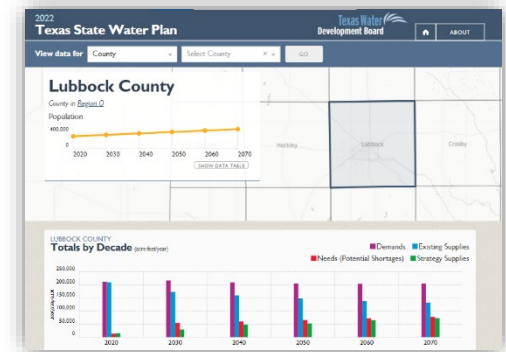 2022
Texas State Water Plan
Texas Water
Development Board
ABOUT
View data for County Select County × GO
Lubbock County
County in Region O
Population
400,000
0
2020 2030 2040 2050 2060 2070
SHOW DATA TABLE
Hockley Lubbock Crosby
LUBBOCK COUNTY
Totals by Decade (acre-feet/year)
Demands Existing Supplies
Needs (Potential Shortages) Strategy Supplies
250,000
200,000
150,000
100,000
50,000
0
acre-feet/year
2020 2030 2040 2050 2060 2070